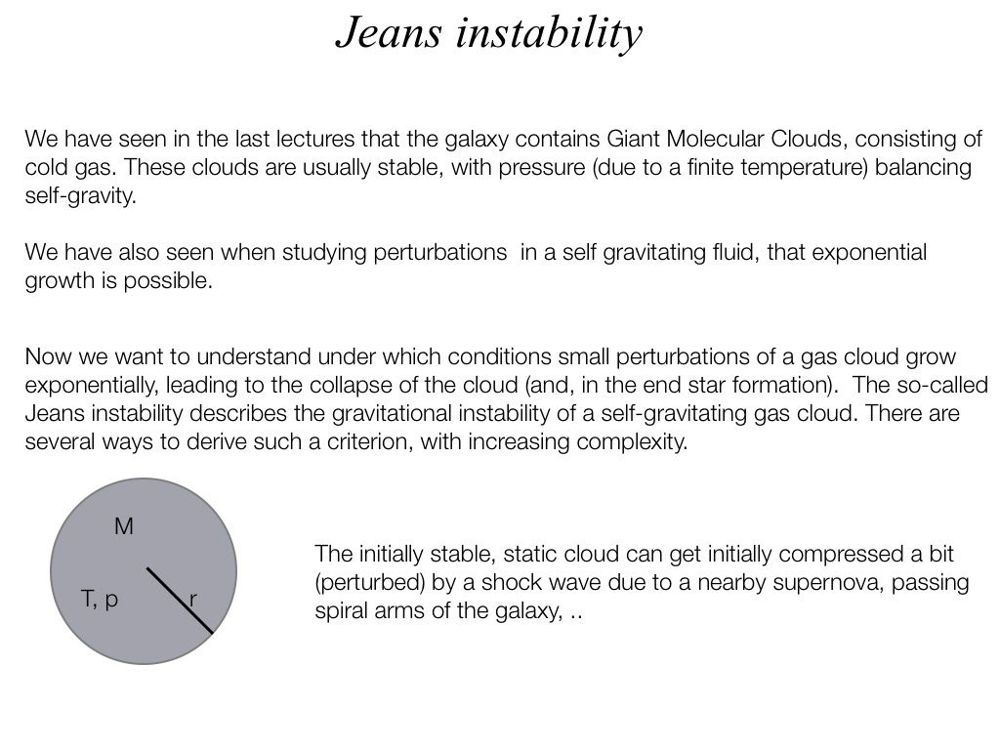 Jeans instability
We have seen in the last lectures that the galaxy contains Giant Molecular Clouds, consisting of
cold gas. These clouds are usually stable, with pressure (due to a finite temperature) balancing
self-gravity.
We have also seen when studying perturbations  in a self gravitating fluid, that exponential
growth is possible.
Now we want to understand under which conditions small perturbations of a gas cloud grow
exponentially, leading to the collapse of the cloud (and, in the end star formation).  The so-called
Jeans instability describes the gravitational instability of a self-gravitating gas cloud. There are
several ways to derive such a criterion, with increasing complexity.
M
T, p
r
The initially stable, static cloud can get initially compressed a bit
(perturbed) by a shock wave due to a nearby supernova, passing
spiral arms of the galaxy, ..